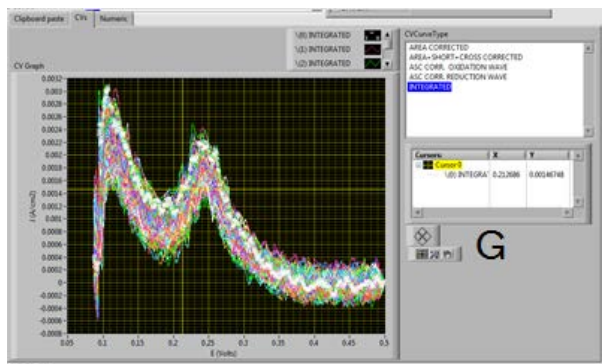 Clipboard paste CVs Numeric
\(0) INTEGRATED
\(1) INTEGRATED
\(2) INTEGRATED
CV Graph
CVCurveType
AREA CORRECTED
AREA+SHORT+CROSS CORRECTED
ASC CORR. OXIDATION WAVE
ASC CORR. REDUCTION WAVE
INTEGRATED
Cursors: X Y
Cursor 0
\(0) INTEGRA 0.212686 0.00146748
G
J (A/cm2)
0.0032
0.003
0.0028
0.0026
0.0024
0.0022
0.002
0.0018
0.0016
0.0014
0.0012
0.001
0.0008
0.0006
0.0004
0.0002
0
-0.0002
-0.0004
-0.0006
-0.0008
0.05 0.1 0.15 0.2 0.25 0.3 0.35 0.4 0.45 0.5
E (Volts)